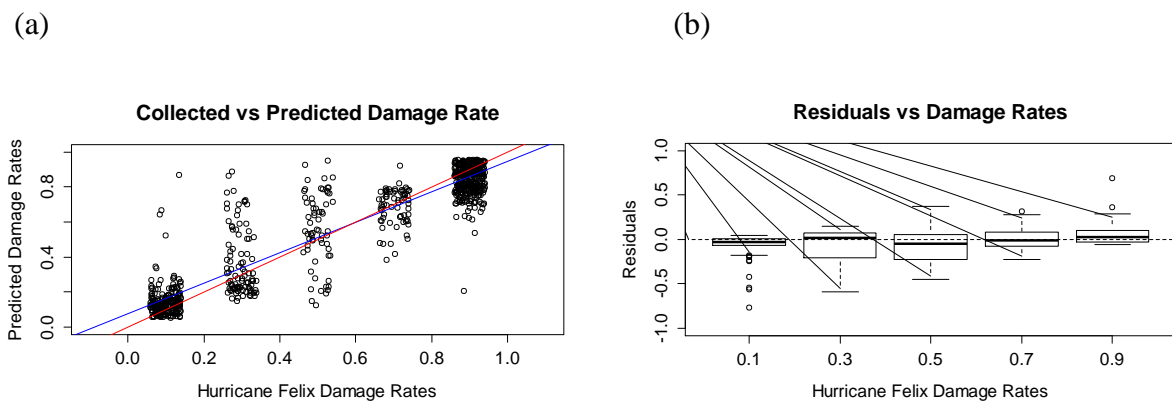 (a)
(b)
Collected vs Predicted Damage Rate
Predicted Damage Rates
0.0 0.4 0.8
0.0 0.2 0.4 0.6 0.8 1.0
Hurricane Felix Damage Rates
Residuals vs Damage Rates
Residuals
-1.0 -0.5 0.0 0.5 1.0
0.1 0.3 0.5 0.7 0.9
Hurricane Felix Damage Rates